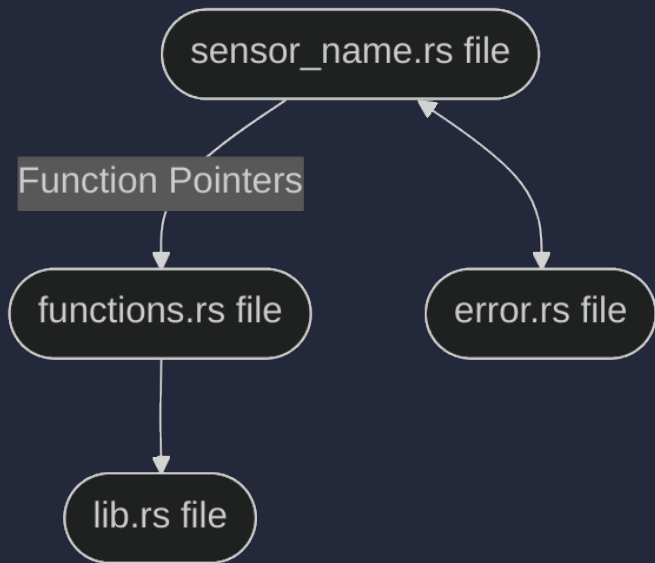 sensor_name.rs file
Function Pointers
functions.rs file
error.rs file
lib.rs file